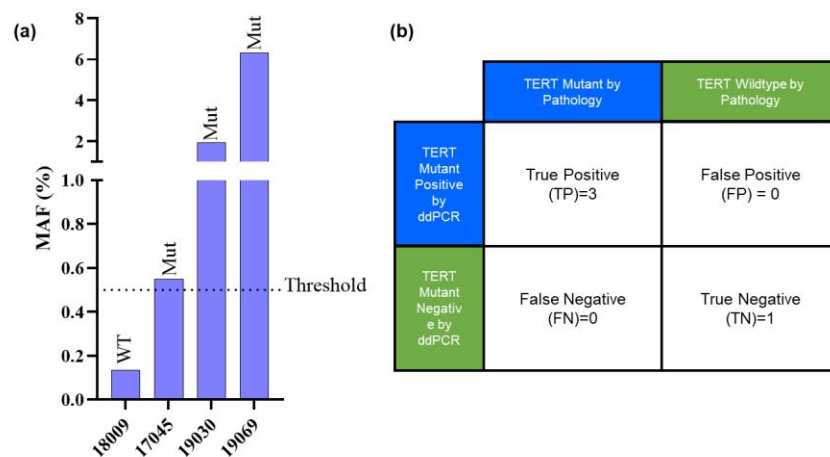 (a)
MAF (%)
8
6
4
2
1.0
0.8
0.6
0.4
0.2
0.0
WT
Mut
Mut
Mut
Threshold
18009
17045
19030
19069
(b)
TERT Mutant by
Pathology
TERT Wildtype by
Pathology
TERT
Mutant
Positive
by
ddPCR
True Positive
(TP)=3
False Positive
(FP) = 0
TERT
Mutant
Negativ
e by
ddPCR
False Negative
(FN)=0
True Negative
(TN)=1